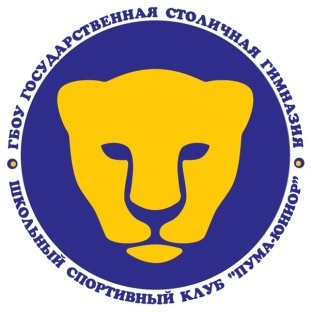 ГБОУ ГОСУДАРСТВЕННАЯ СТОЛИЧНАЯ ГИМНАЗИЯ
ШКОЛЬНЫЙ СПОРТИВНЫЙ КЛУБ "ПУМА-ЮНИОР"